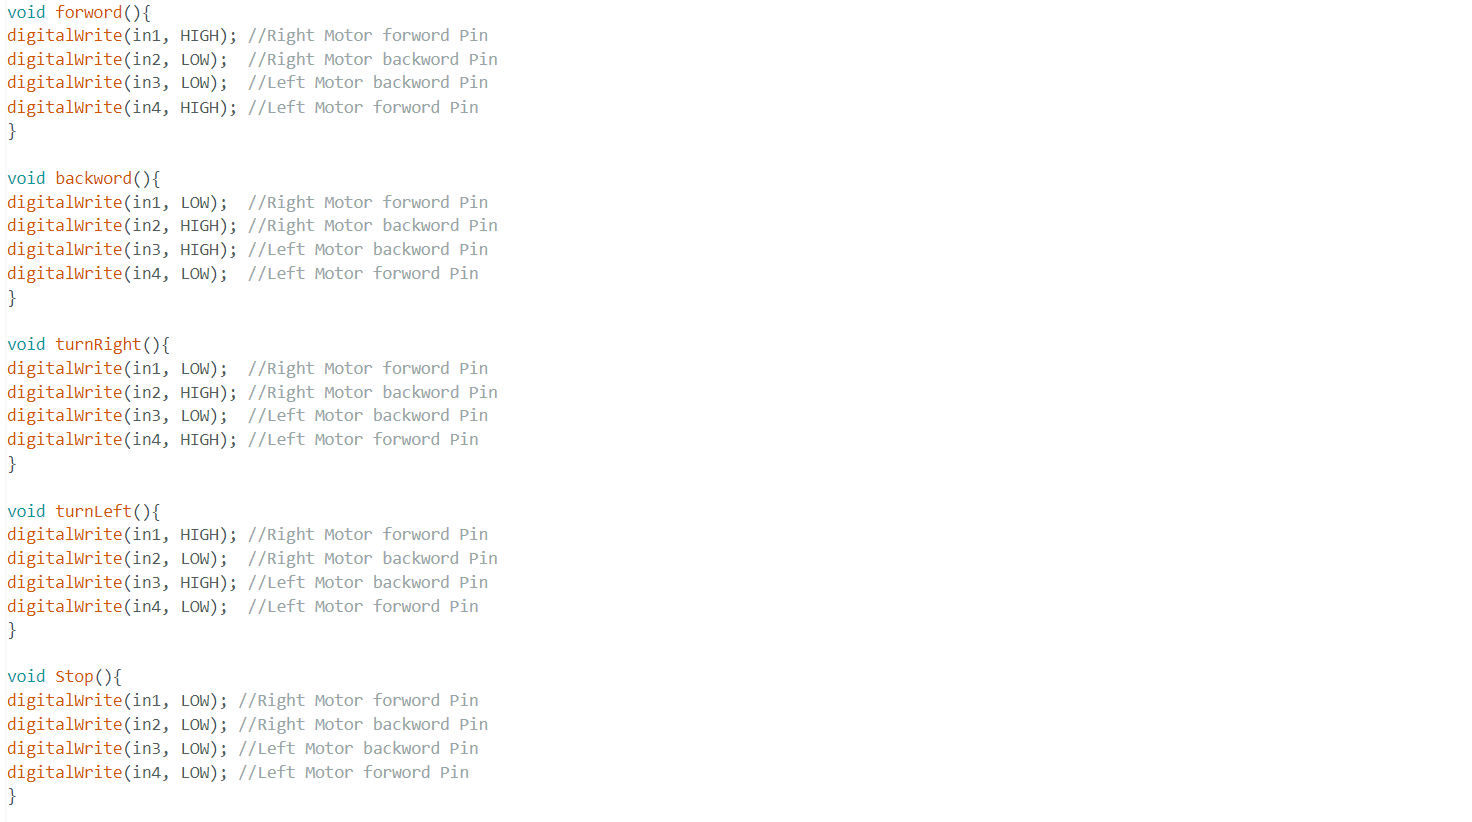 void forword(){
digitalWrite(in1, HIGH); //Right Motor forword Pin
digitalWrite(in2, LOW);  //Right Motor backword Pin
digitalWrite(in3, LOW);  //Left Motor backword Pin
digitalWrite(in4, HIGH); //Left Motor forword Pin
}

void backword(){
digitalWrite(in1, LOW);  //Right Motor forword Pin
digitalWrite(in2, HIGH); //Right Motor backword Pin
digitalWrite(in3, HIGH); //Left Motor backword Pin
digitalWrite(in4, LOW);  //Left Motor forword Pin
}

void turnRight(){
digitalWrite(in1, LOW);  //Right Motor forword Pin
digitalWrite(in2, HIGH); //Right Motor backword Pin
digitalWrite(in3, LOW);  //Left Motor backword Pin
digitalWrite(in4, HIGH); //Left Motor forword Pin
}

void turnLeft(){
digitalWrite(in1, HIGH); //Right Motor forword Pin
digitalWrite(in2, LOW);  //Right Motor backword Pin
digitalWrite(in3, HIGH); //Left Motor backword Pin
digitalWrite(in4, LOW);  //Left Motor forword Pin
}

void Stop(){
digitalWrite(in1, LOW); //Right Motor forword Pin
digitalWrite(in2, LOW); //Right Motor backword Pin
digitalWrite(in3, LOW); //Left Motor backword Pin
digitalWrite(in4, LOW); //Left Motor forword Pin
}